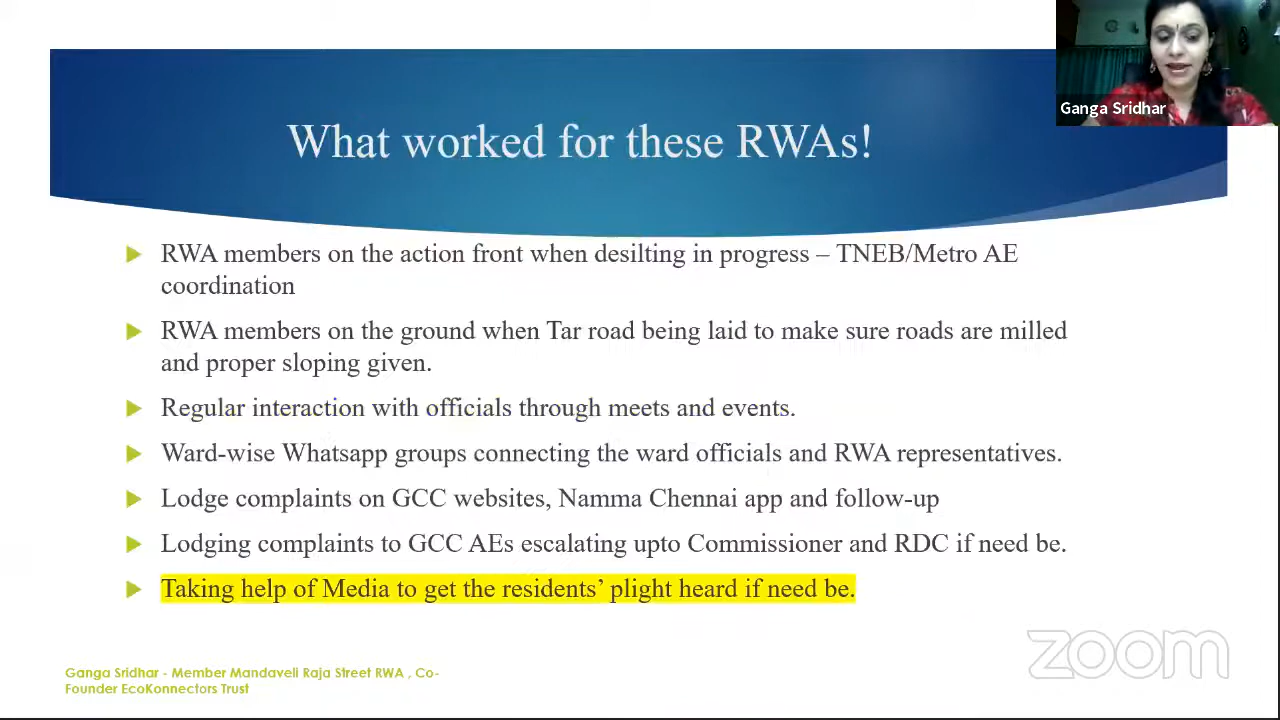 Ganga Sridhar
What worked for these RWAs!
RWA members on the action front when desilting in progress – TNEB/Metro AE
coordination
RWA members on the ground when Tar road being laid to make sure roads are milled
and proper sloping given.
Regular interaction with officials through meets and events.
Ward-wise Whatsapp groups connecting the ward officials and RWA representatives.
Lodge complaints on GCC websites, Namma Chennai app and follow-up
Lodging complaints to GCC AEs escalating upto Commissioner and RDC if need be.
Taking help of Media to get the residents’ plight heard if need be.
zoom
Ganga Sridhar - Member Mandaveli Raja Street RWA , Co-
Founder EcoKonnectors Trust